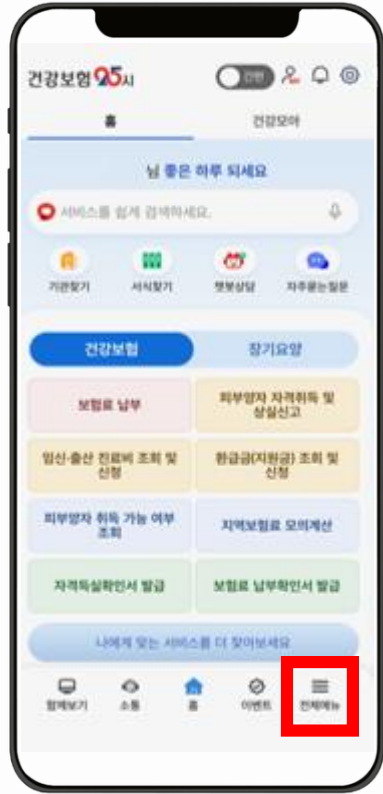 건강보험 25시
간편
홈 건강모아
님 좋은 하루 되세요
서비스를 쉽게 검색하세요.
기관찾기 서식찾기 챗봇상담 자주묻는질문
건강보험 장기요양
보험료 납부
피부양자 자격취득 및
상실신고
임신·출산 진료비 조회 및
신청
환급금(지원금) 조회 및
신청
피부양자 취득 가능 여부
조회
지역보험료 모의계산
자격득실확인서 발급
보험료 납부확인서 발급
나에게 맞는 서비스를 더 찾아보세요
함께보기 소통 홈 이벤트 전체메뉴